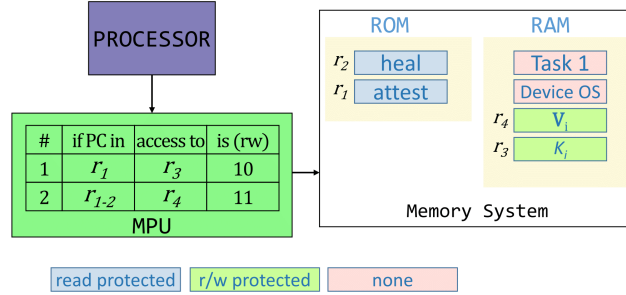 PROCESSOR
# if PC in access to is (rw)
1 r1 r3 10
2 r1-2 r4 11
MPU
ROM
r2 heal
r1 attest
RAM
Task 1
Device OS
r4 Vi
r3 Ki
Memory System
read protected r/w protected none